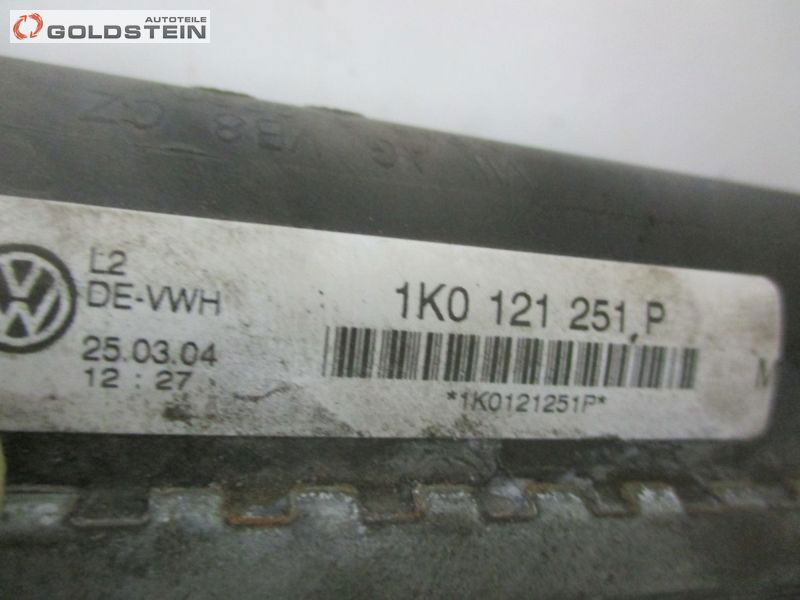 AUTOTEILE
GOLDSTEIN
L2
DE-VWH
25.03.04
12 : 27
1K0 121 251 P
*1K0121251P*
M